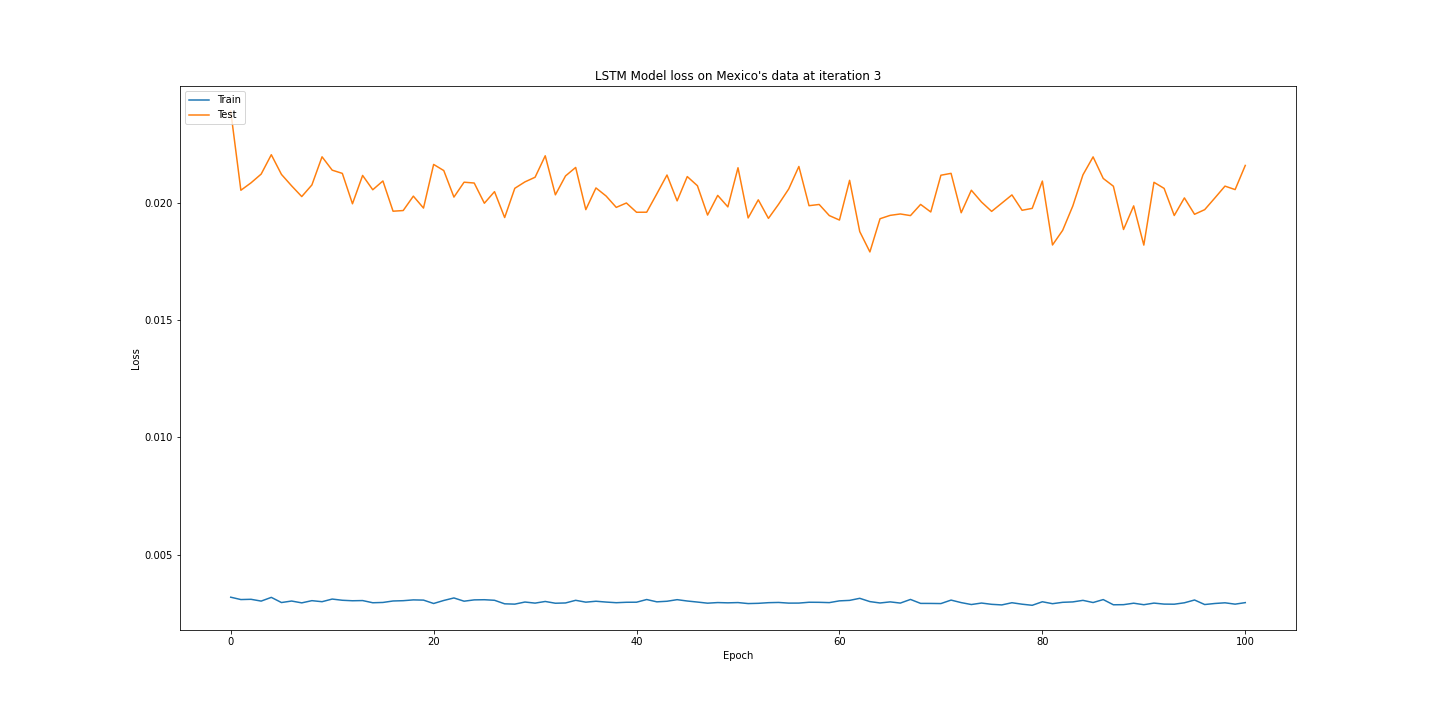 LSTM Model loss on Mexico's data at iteration 3
Train
Test
0.020
0.015
0.010
0.005
Loss
0 20 40 60 80 100
Epoch